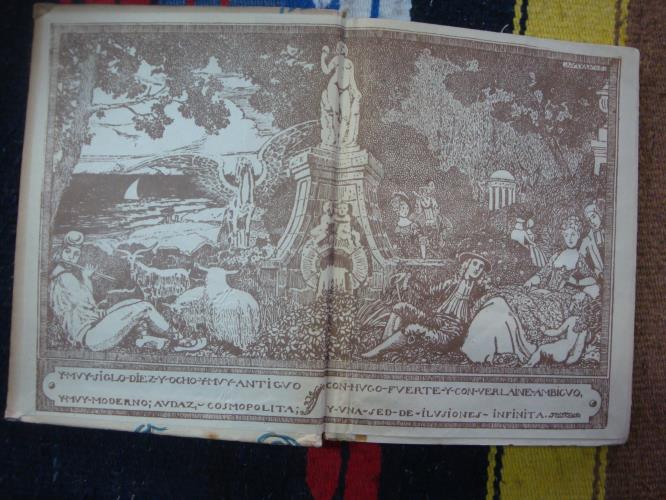 Y·MVY·SIGLO·DIEZ·Y·OCHO·Y·MVY·ANTIGVO
Y·MVY·MODERNO; AVDAZ,- COSMOPOLITA;
CON·HVGO·FVERTE·Y·CON·VERLAINE·AMBIGVO,
Y·VNA·SED·DE·ILVSIONES- INFINITA.